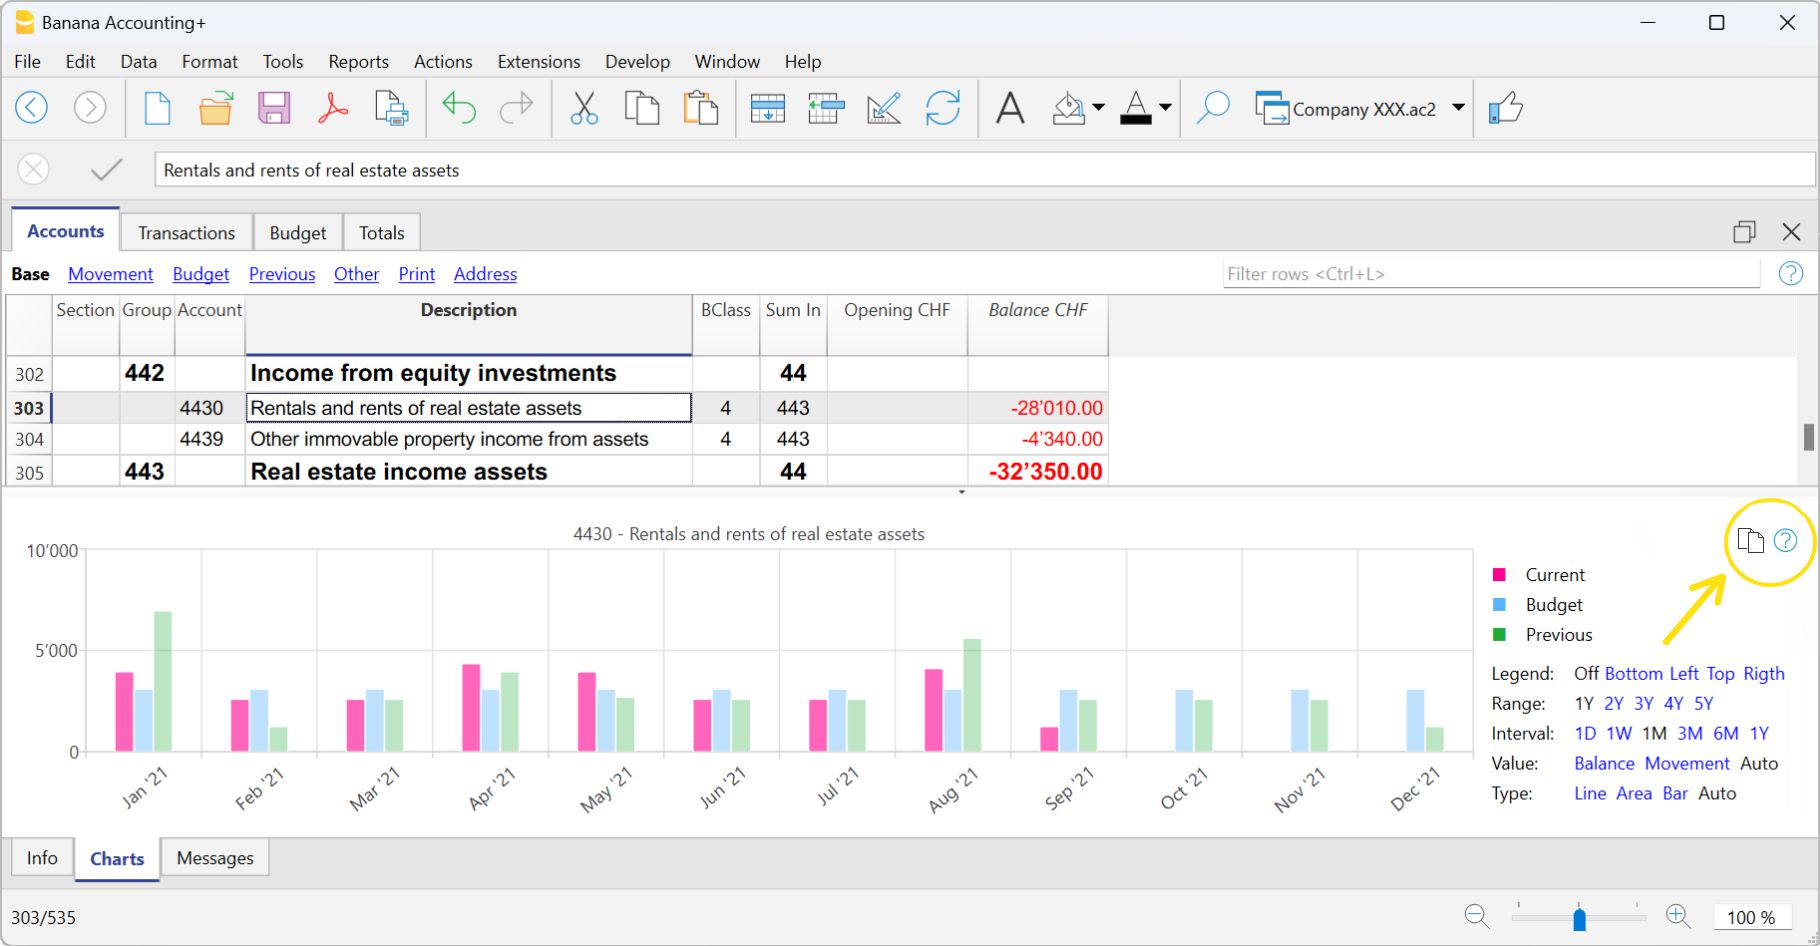 Banana Accounting+
File Edit Data Format Tools Reports Actions Extensions Develop Window Help
A A Company XXX.ac2
Rentals and rents of real estate assets
Accounts Transactions Budget Totals
Base Movement Budget Previous Other Print Address Filter rows <Ctrl+L> ?
Section Group Account Description BClass Sum In Opening CHF Balance CHF
302 442 Income from equity investments 44
303 4430 Rentals and rents of real estate assets 4 443 -28’010.00
304 4439 Other immovable property income from assets 4 443 -4’340.00
305 443 Real estate income assets 44 -32’350.00
4430 - Rentals and rents of real estate assets ?
10’000
5’000
0
Jan '21 Feb '21 Mar '21 Apr '21 May '21 Jun '21 Jul '21 Aug '21 Sep '21 Oct '21 Nov '21 Dec '21
Current
Budget
Previous
Legend: Off Bottom Left Top Rigth
Range: 1Y 2Y 3Y 4Y 5Y
Interval: 1D 1W 1M 3M 6M 1Y
Value: Balance Movement Auto
Type: Line Area Bar Auto
Info Charts Messages
303/535 100 %